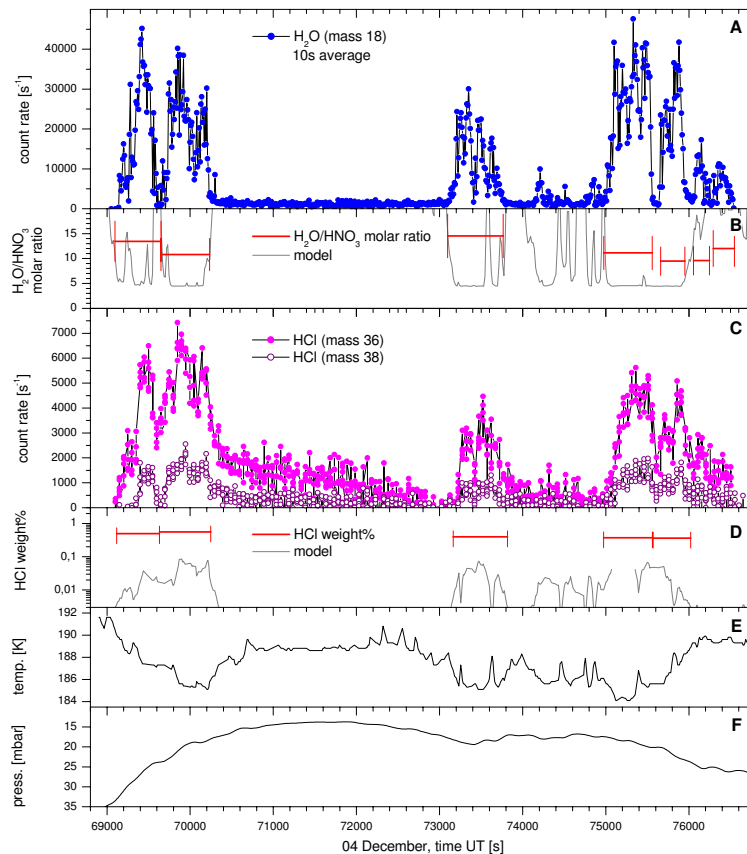 A
H₂O (mass 18)
10s average
count rate [s⁻¹]
40000
30000
20000
10000
0
B
H₂O/HNO₃ molar ratio
model
H₂O/HNO₃
molar ratio
15
10
5
0
C
HCl (mass 36)
HCl (mass 38)
count rate [s⁻¹]
7000
6000
5000
4000
3000
2000
1000
0
D
HCl weight%
model
HCl weight%
1
0,1
0,01
E
temp. [K]
192
190
188
186
184
F
press. [mbar]
15
20
25
30
35
69000 70000 71000 72000 73000 74000 75000 76000
04 December, time UT [s]